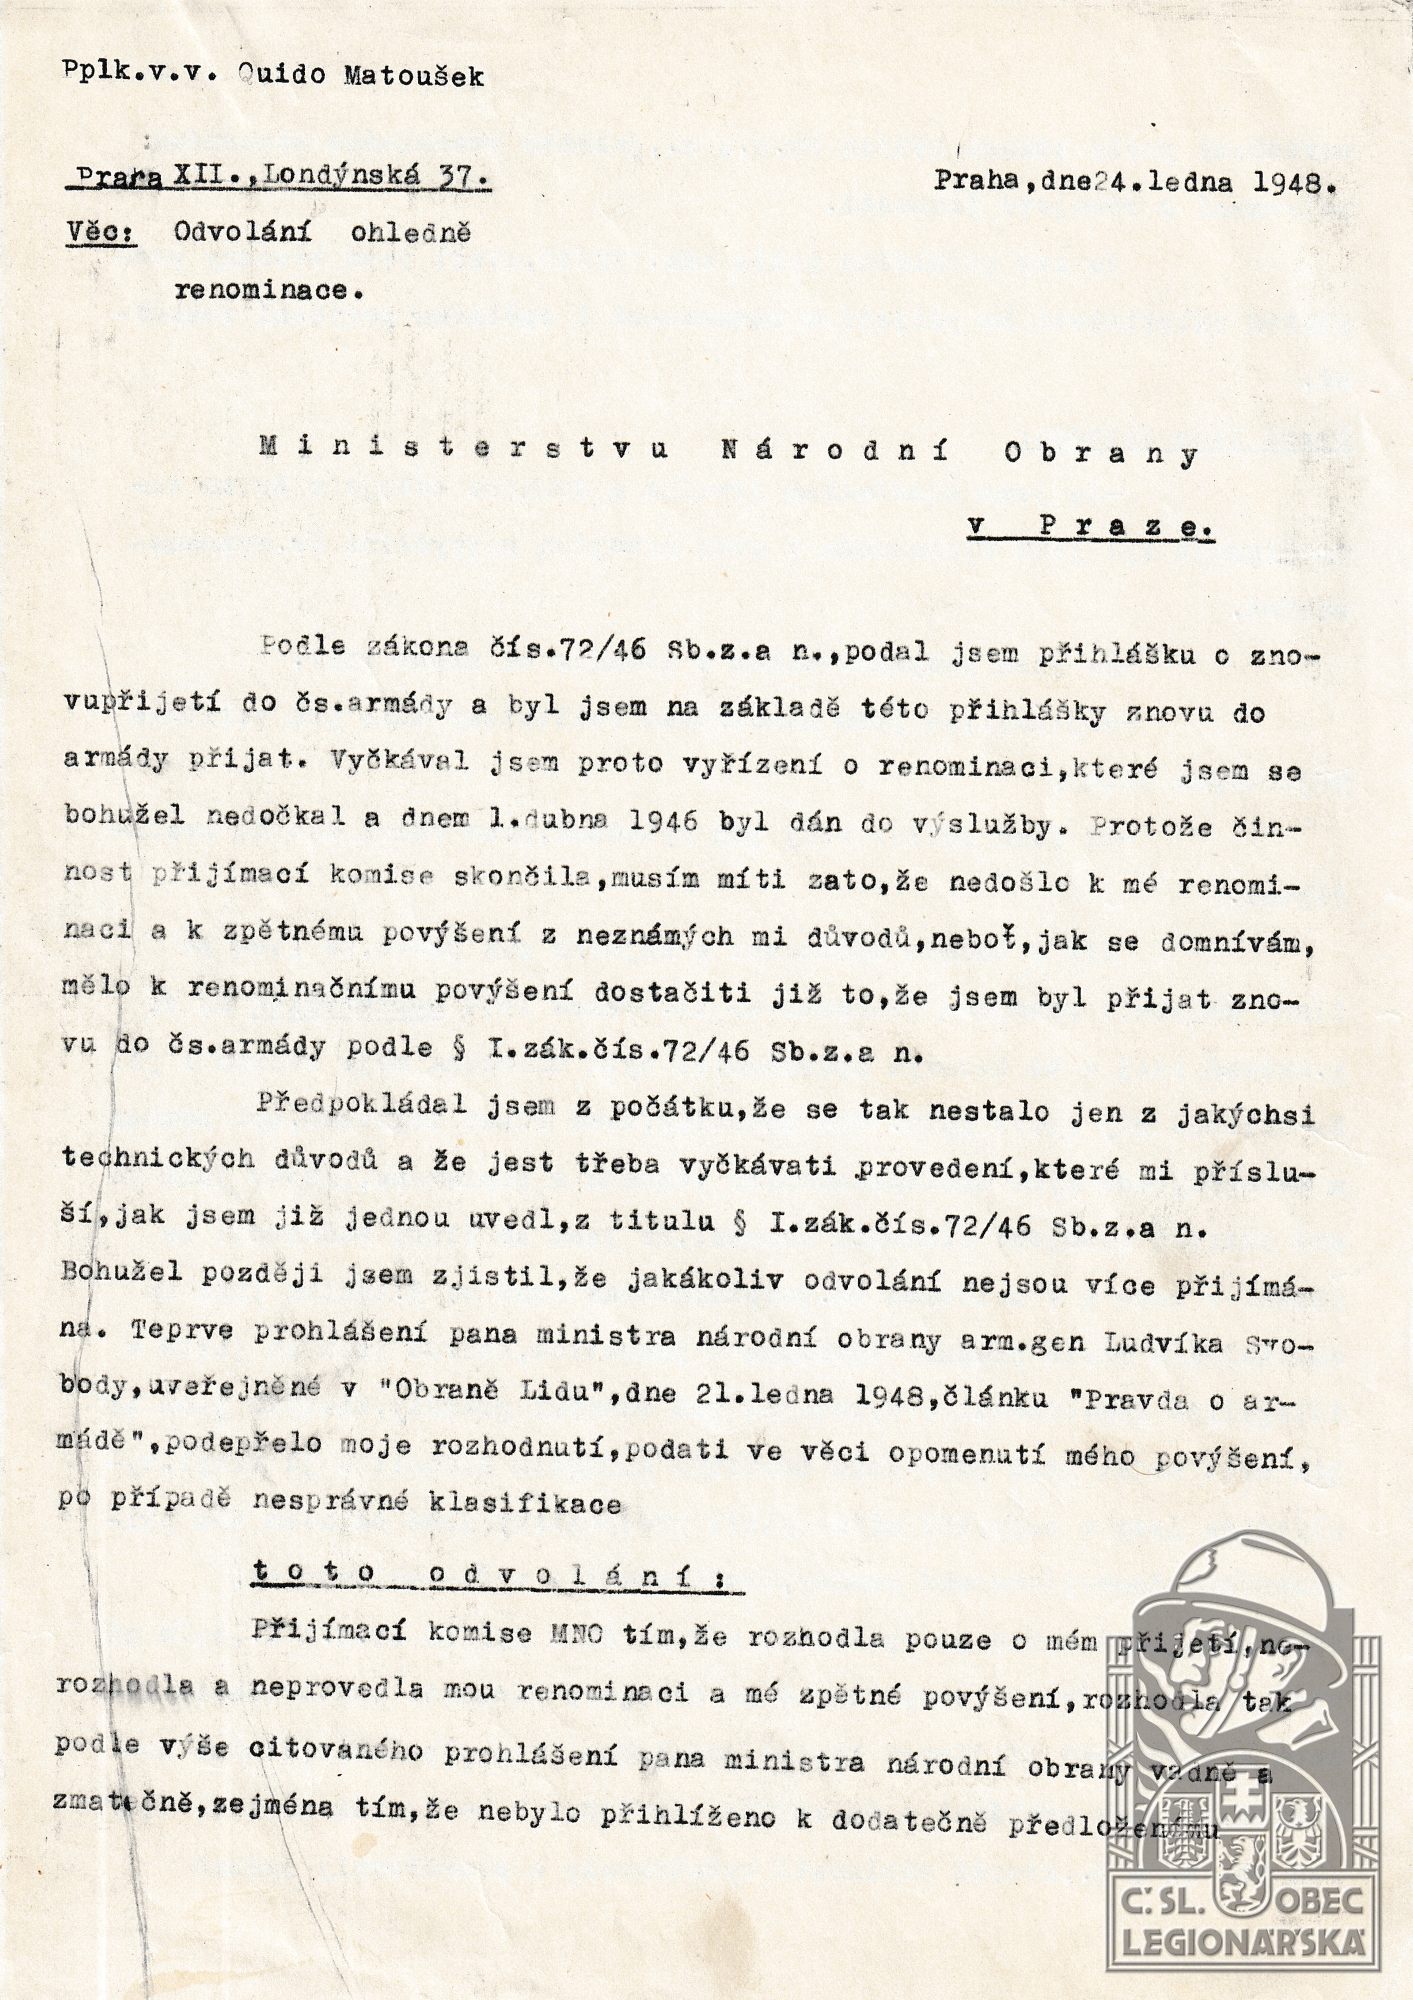 Pplk.v.v. Quido Matoušek
Praha XII.,Londýnská 37.
Praha,dne24.ledna 1948.
Věc: Odvolání ohledně
renominace.
Ministerstvu Národní Obrany
v Praze.
Podle zákona čís.72/46 Sb.z.a n.,podal jsem přihlášku o zno-
vupřijetí do čs.armády a byl jsem na základě této přihlášky znovu do
armády přijat. Vyčkával jsem proto vyřízení o renominaci,které jsem se
bohužel nedočkal a dnem 1.dubna 1946 byl dán do výslužby. Protože čin-
nost přijímací komise skončila,musím míti zato,že nedošlo k mé renomi-
naci a k zpětnému povýšení z neznámých mi důvodů,neboť,jak se domnívám,
mělo k renominačnímu povýšení dostačiti již to,že jsem byl přijat zno-
vu do čs.armády podle § I.zák.čís.72/46 Sb.z.a n.
Předpokládal jsem z počátku,že se tak nestalo jen z jakýchsi
technických důvodů a že jest třeba vyčkávati provedení,které mi příslu-
ší,jak jsem již jednou uvedl,z titulu § I.zák.čís.72/46 Sb.z.a n.
Bohužel později jsem zjistil,že jakákoliv odvolání nejsou více přijímá-
na. Teprve prohlášení pana ministra národní obrany arm.gen Ludvíka Svo-
body,uveřejněné v "Obraně Lidu",dne 21.ledna 1948,článku "Pravda o ar-
mádě",podepřelo moje rozhodnutí,podati ve věci opomenutí mého povýšení,
po případě nesprávné klasifikace
toto odvolání:
Přijímací komise MNO tím,že rozhodla pouze o mém přijetí,ne-
rozhodla a neprovedla mou renominaci a mé zpětné povýšení,rozhodla tak
podle výše citovaného prohlášení pana ministra národní obrany vadně a
zmatečně,zejména tím,že nebylo přihlíženo k dodatečně předloženému
Č.SL. OBEC
LEGIONÁŘSKÁ